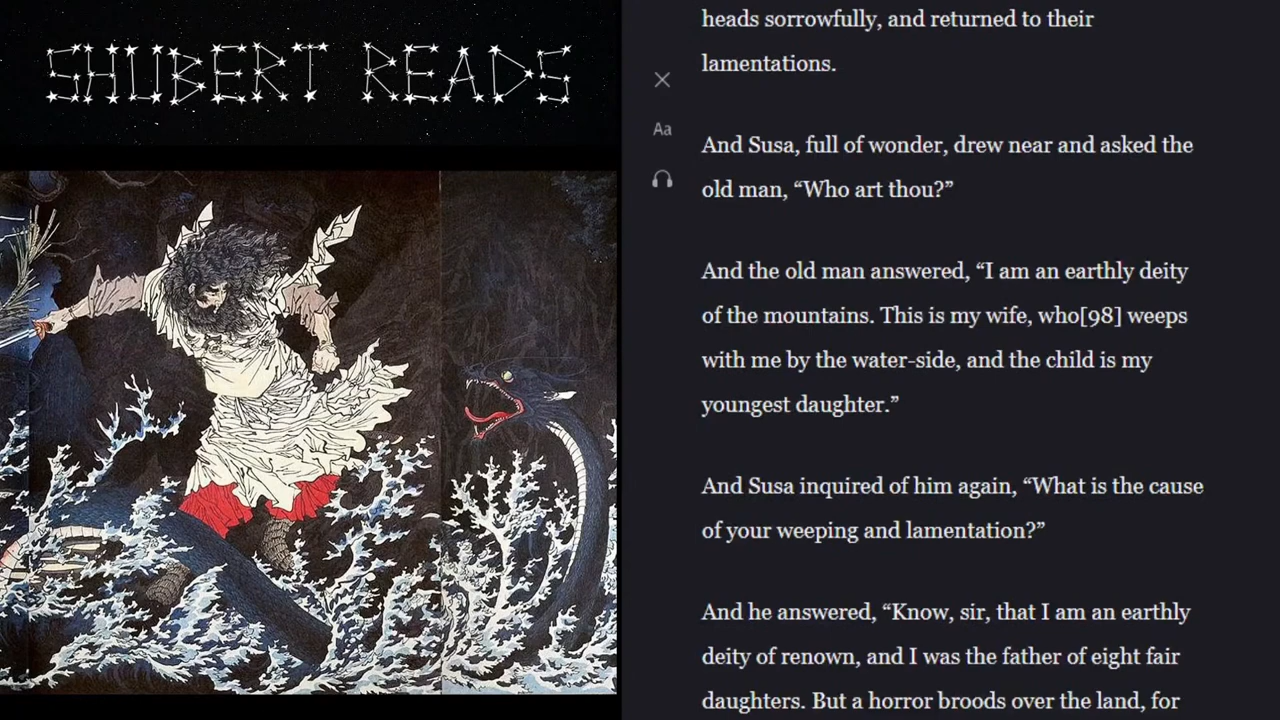 SHUBERT READS
heads sorrowfully, and returned to their
lamentations.
And Susa, full of wonder, drew near and asked the
old man, “Who art thou?”
And the old man answered, “I am an earthly deity
of the mountains. This is my wife, who[98] weeps
with me by the water-side, and the child is my
youngest daughter.”
And Susa inquired of him again, “What is the cause
of your weeping and lamentation?”
And he answered, “Know, sir, that I am an earthly
deity of renown, and I was the father of eight fair
daughters. But a horror broods over the land, for
Aa